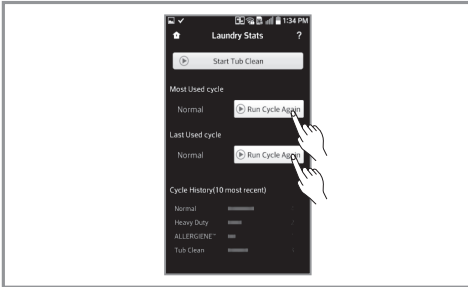 1:34 PM
Laundry Stats ?
Start Tub Clean
Most Used cycle
Normal Run Cycle Again
Last Used cycle
Normal Run Cycle Again
Cycle History(10 most recent)
Normal
Heavy Duty
ALLERGIENE™
Tub Clean